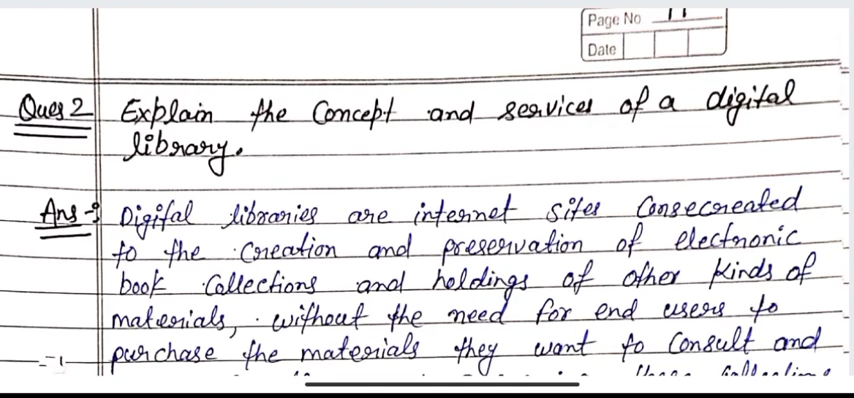 Page No 11
Date
Ques 2 Explain the Concept and services of a digital
library.
Ans → Digital libraries are internet sites Consecreated
to the Creation and preservation of electronic
book Collections and holdings of other kinds of
materials, without the need for end users to
purchase the materials they want to Consult and